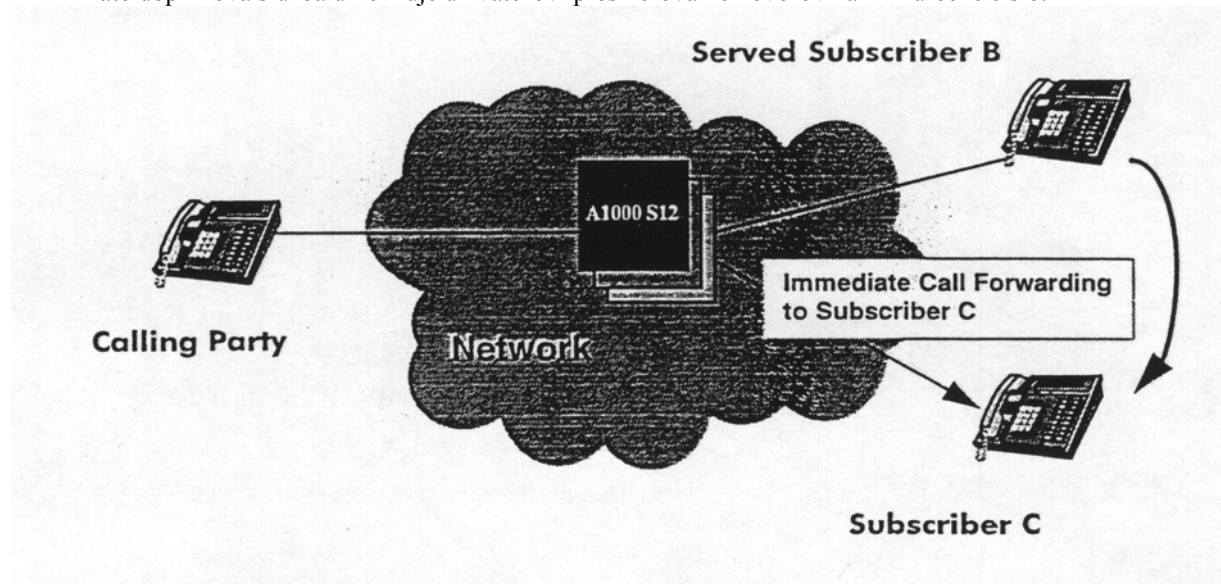 Served Subscriber B
A1000 S12
Immediate Call Forwarding
to Subscriber C
Calling Party
Network
Subscriber C